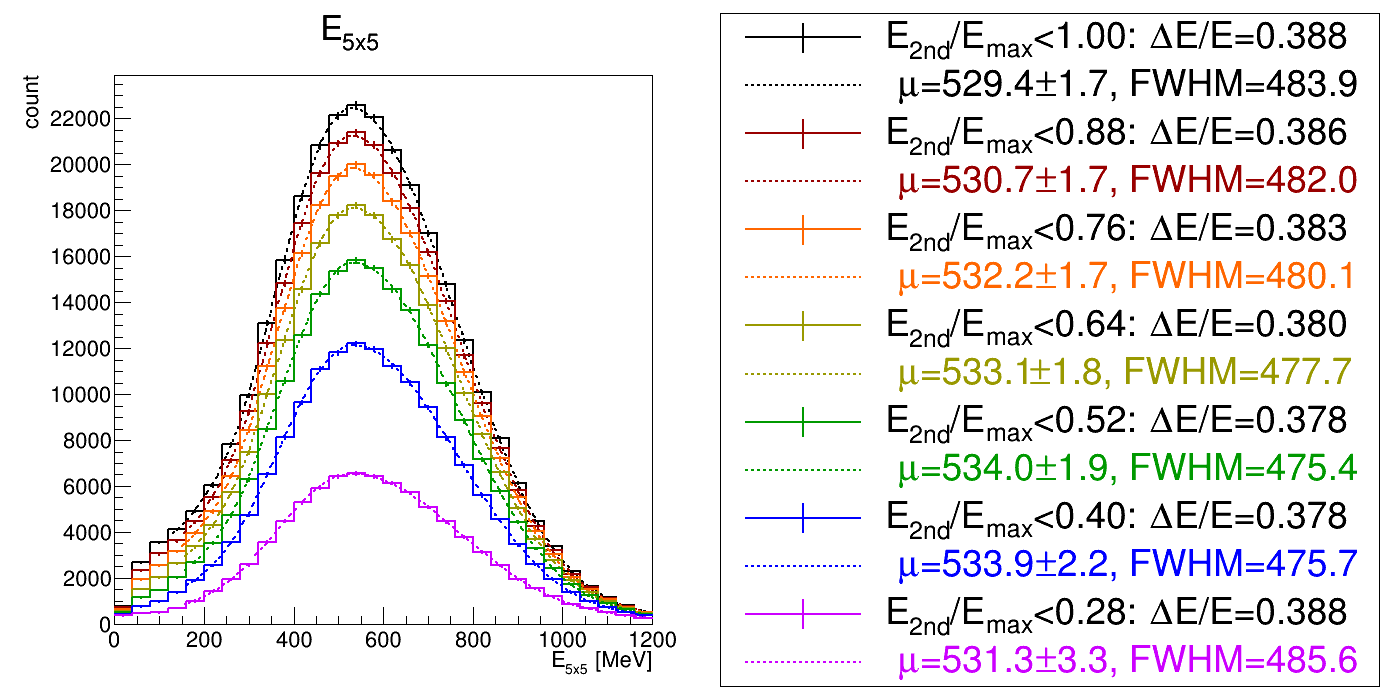 E5x5
count
22000
20000
18000
16000
14000
12000
10000
8000
6000
4000
2000
0
0 200 400 600 800 1000 1200
E5x5 [MeV]
E2nd/Emax<1.00: ΔE/E=0.388
μ=529.4±1.7, FWHM=483.9
E2nd/Emax<0.88: ΔE/E=0.386
μ=530.7±1.7, FWHM=482.0
E2nd/Emax<0.76: ΔE/E=0.383
μ=532.2±1.7, FWHM=480.1
E2nd/Emax<0.64: ΔE/E=0.380
μ=533.1±1.8, FWHM=477.7
E2nd/Emax<0.52: ΔE/E=0.378
μ=534.0±1.9, FWHM=475.4
E2nd/Emax<0.40: ΔE/E=0.378
μ=533.9±2.2, FWHM=475.7
E2nd/Emax<0.28: ΔE/E=0.388
μ=531.3±3.3, FWHM=485.6